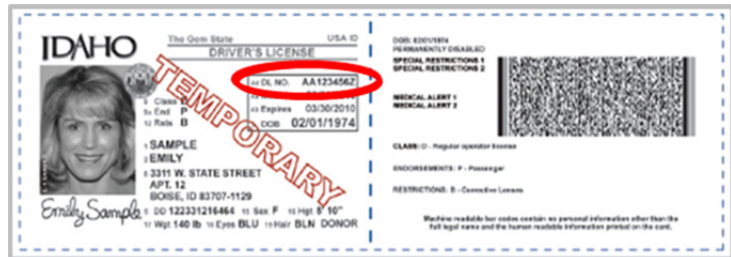 IDAHO
The Gem State USA ID
DRIVER'S LICENSE
4d DL NO. AA123456Z
9 Class D
9a End P
12 Rstr B
4b Expires 03/30/2010
DOB 02/01/1974
TEMPORARY
1 SAMPLE
2 EMILY
8 3311 W. STATE STREET
APT. 12
BOISE, ID 83707-1129
5 DD 122331216464 15 Sex F 16 Hgt 5' 10"
17 Wgt 140 lb 18 Eyes BLU 19 Hair BLN DONOR
Emily Sample
DOB: 02/01/1974
PERMANENTLY DISABLED
SPECIAL RESTRICTIONS 1
SPECIAL RESTRICTIONS 2
MEDICAL ALERT 1
MEDICAL ALERT 2
CLASS: D - Regular operator license
ENDORSEMENTS: P - Passenger
RESTRICTIONS: B - Corrective Lenses
Machine readable bar codes contain no personal information other than the
full legal name and the human readable information printed on the card.